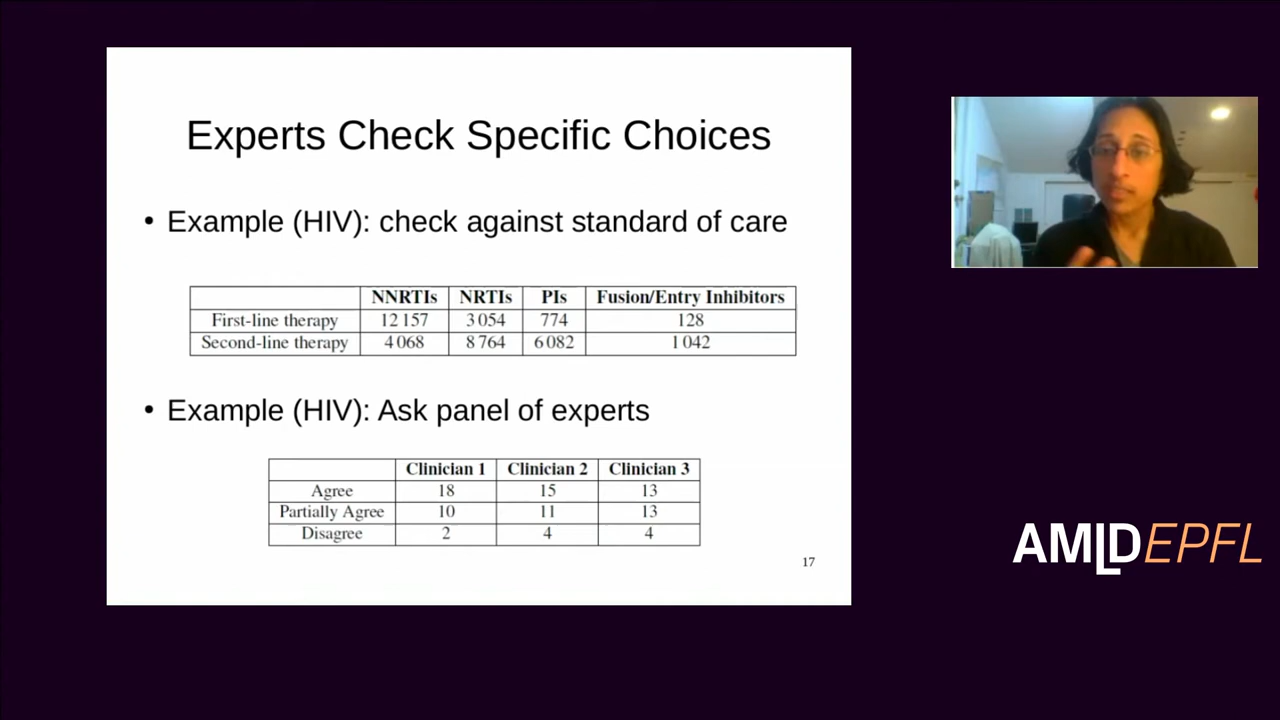 Experts Check Specific Choices
• Example (HIV): check against standard of care
NNRTIs NRTIs PIs Fusion/Entry Inhibitors
First-line therapy 12 157 3 054 774 128
Second-line therapy 4 068 8 764 6 082 1 042
• Example (HIV): Ask panel of experts
Clinician 1 Clinician 2 Clinician 3
Agree 18 15 13
Partially Agree 10 11 13
Disagree 2 4 4
17
AMLDEPFL